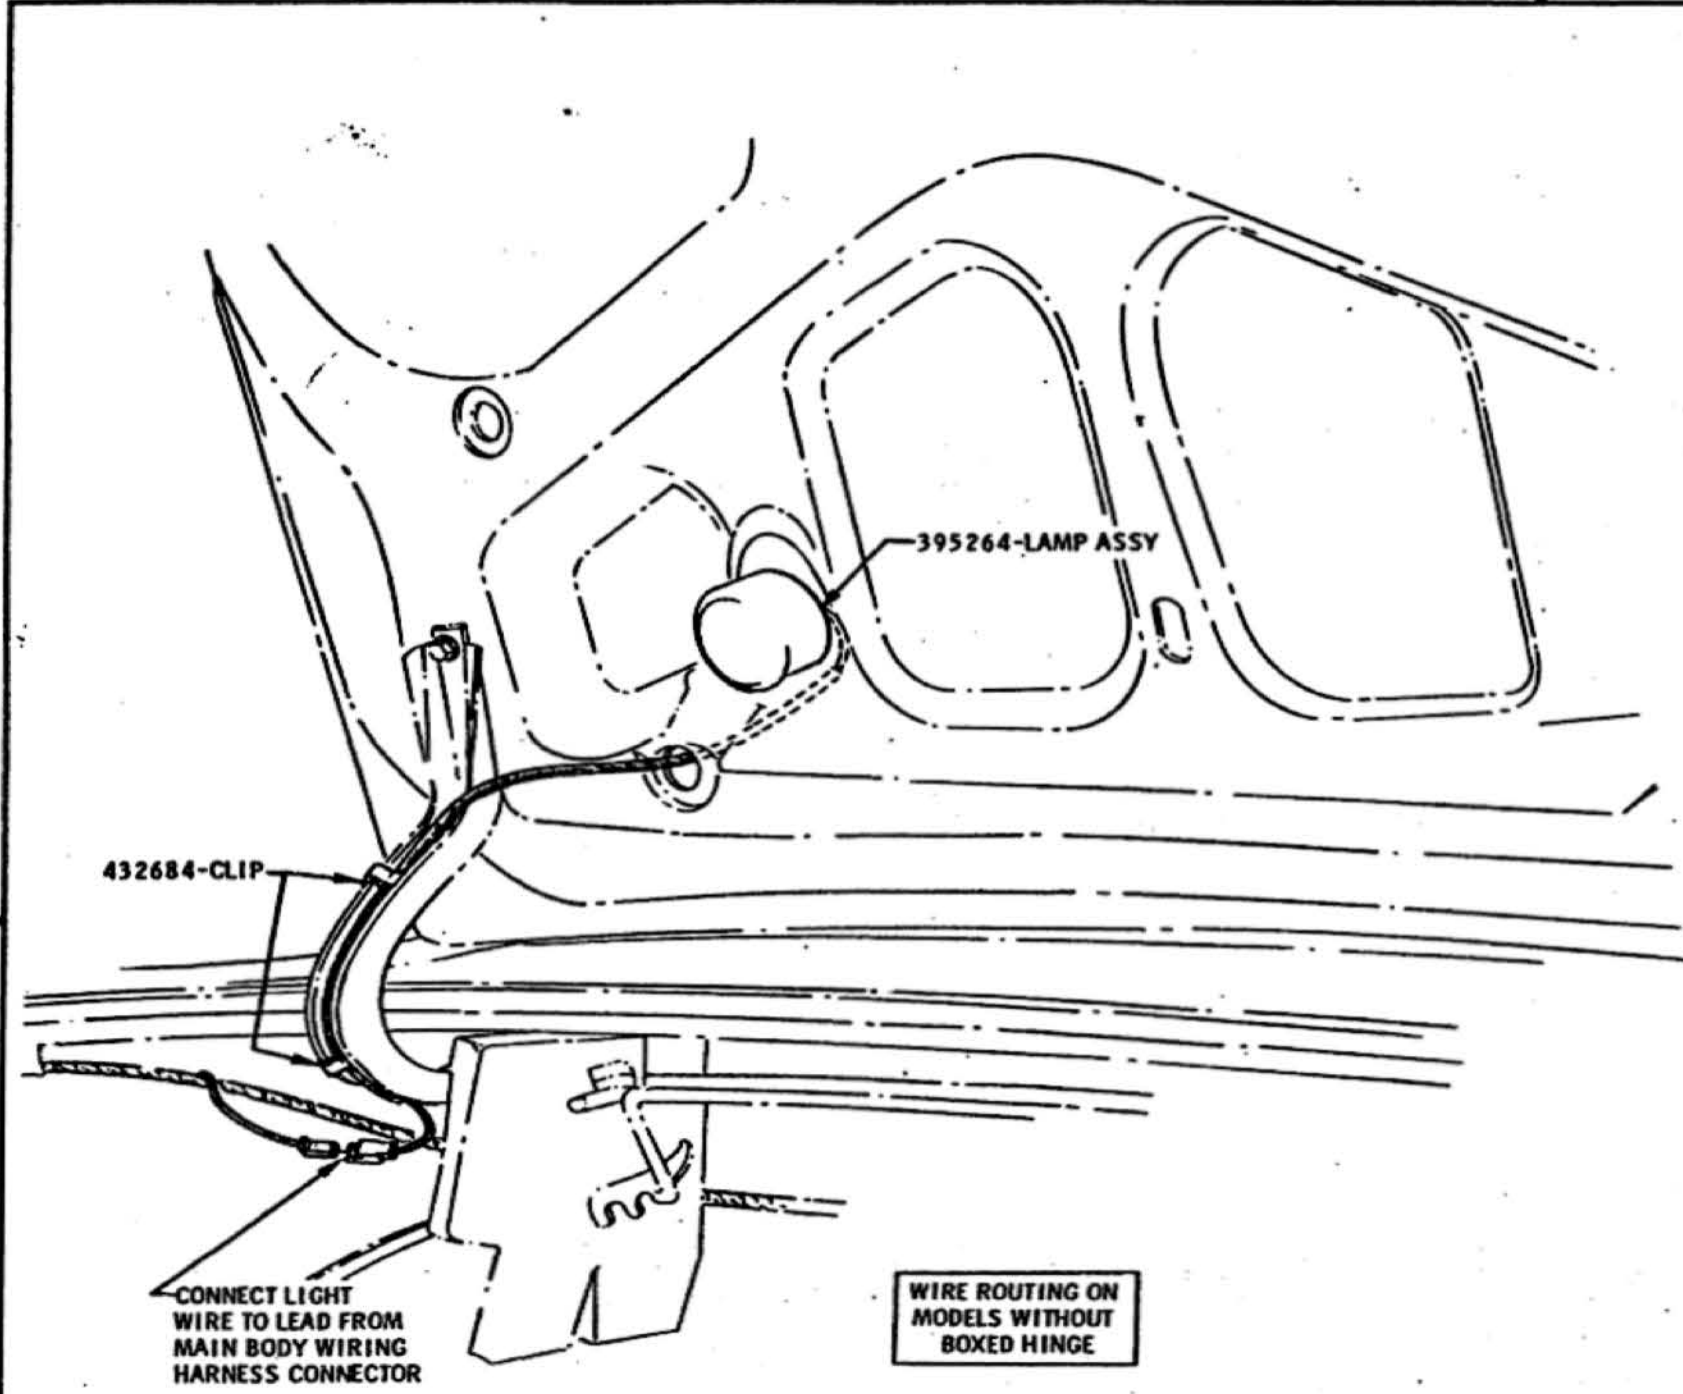 395264-LAMP ASSY
432684-CLIP
CONNECT LIGHT
WIRE TO LEAD FROM
MAIN BODY WIRING
HARNESS CONNECTOR
WIRE ROUTING ON
MODELS WITHOUT
BOXED HINGE